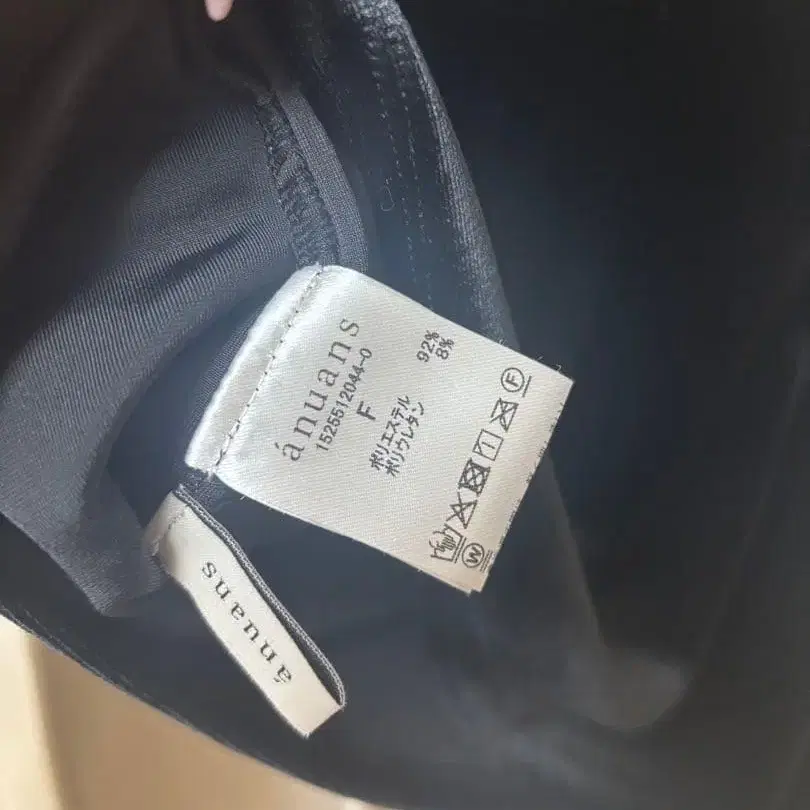 ánuans
1525512044-0
F
ポリエステル 92%
ポリウレタン 8%
F
W
ánuans